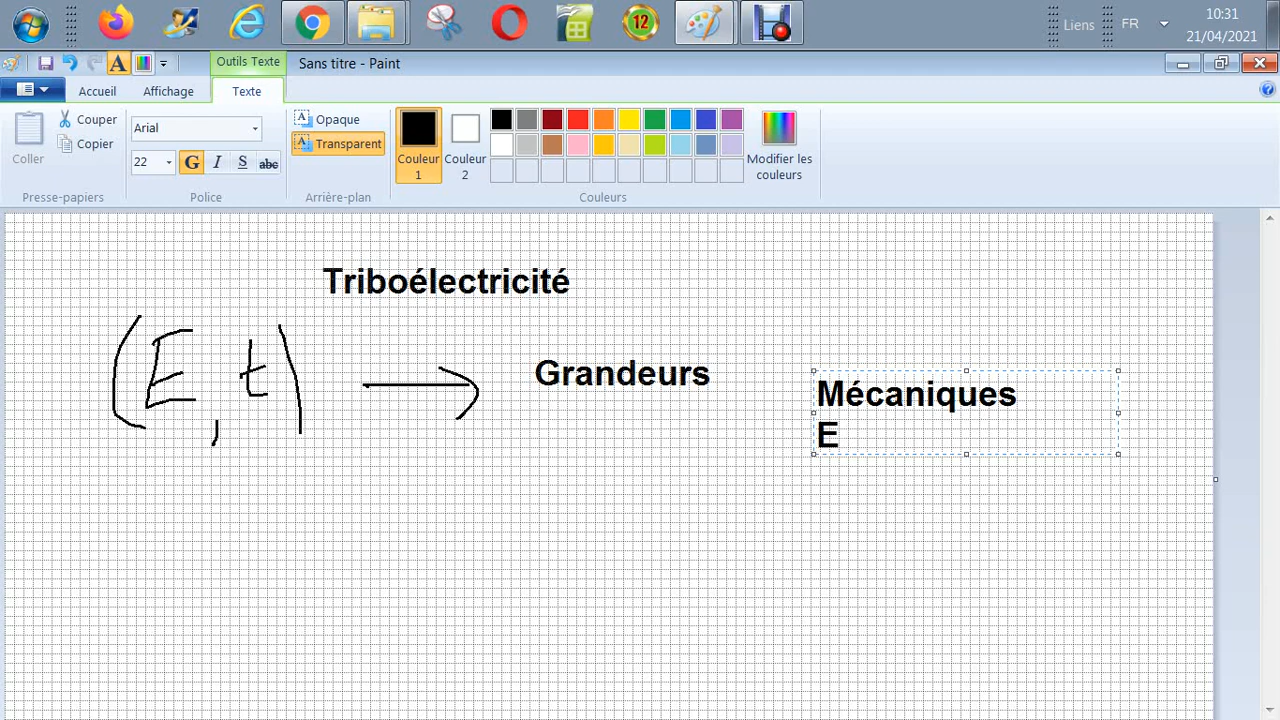 12
Liens
FR
10:31
21/04/2021
Outils Texte
Sans titre - Paint
Accueil
Affichage
Texte
Coller
Couper
Copier
Presse-papiers
Arial
22
G I S abc
Police
Opaque
Transparent
Arrière-plan
Couleur 1
Couleur 2
Modifier les couleurs
Couleurs
Triboélectricité
(E, t) → Grandeurs
Mécaniques
E